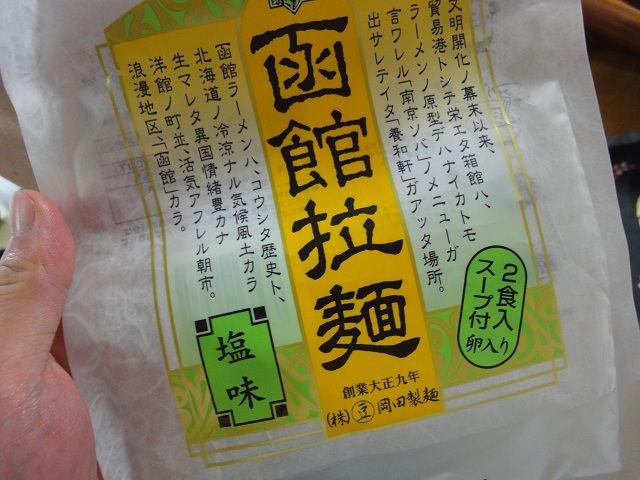 文明開化ノ幕末以来、
貿易港トシテ栄エタ箱館ハ、
ラーメンノ原型デハナイカトモ
言ワレル「南京ソバ」ノメニューガ
出サレテイタ「養和軒」ガアッタ場所。
函館拉麺
函館ラーメンハ、コウシタ歴史ト、
北海道ノ冷涼ナル気候風土カラ
生マレタ異国情緒豊カナ
洋館ノ町並、活気アフレル朝市。
浪漫地区、「函館」カラ。
2食入
スープ付
卵入り
塩味
創業大正九年
(株)豆岡田製麺